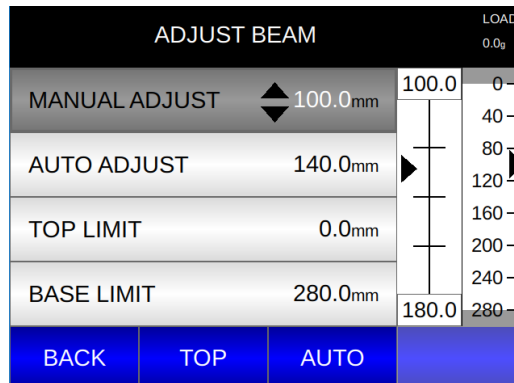 ADJUST BEAM
LOAD
0.0g
MANUAL ADJUST 100.0mm
AUTO ADJUST 140.0mm
TOP LIMIT 0.0mm
BASE LIMIT 280.0mm
100.0
180.0
0
40
80
120
160
200
240
280
BACK TOP AUTO